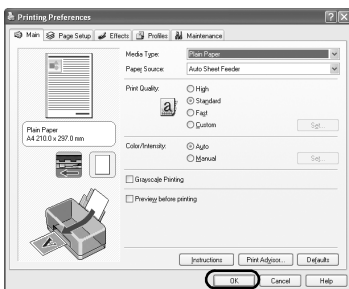 Printing Preferences
Main Page Setup Effects Profiles Maintenance
Media Type: Plain Paper
Paper Source: Auto Sheet Feeder
Print Quality: High
Standard
Fast
Custom Set...
Plain Paper
A4 210.0 x 297.0 mm
Color/Intensity: Auto
Manual Set...
Grayscale Printing
Preview before printing
Instructions Print Advisor... Defaults
OK Cancel Help